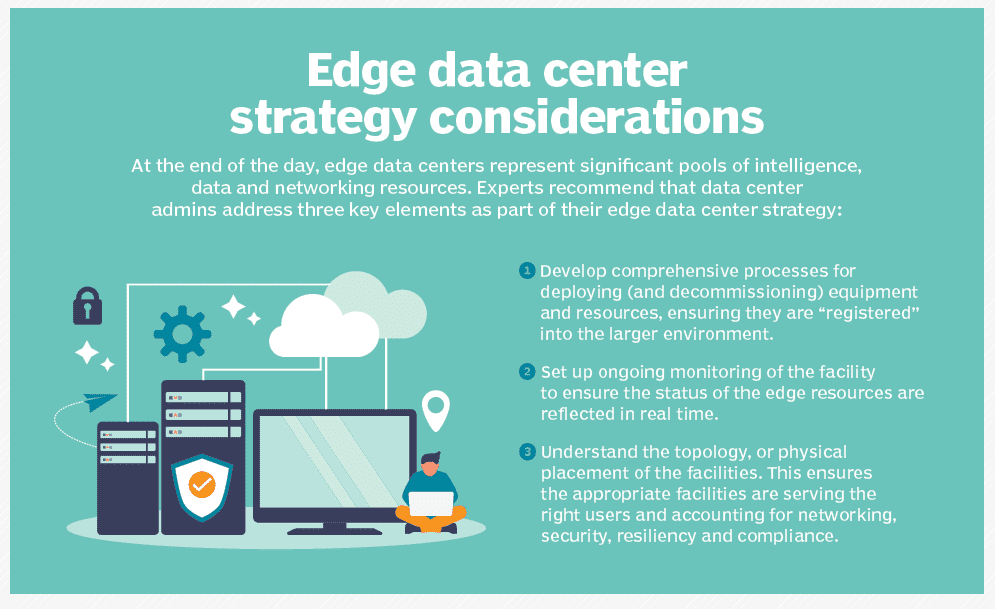 Edge data center
strategy considerations
At the end of the day, edge data centers represent significant pools of intelligence,
data and networking resources. Experts recommend that data center
admins address three key elements as part of their edge data center strategy:
1 Develop comprehensive processes for
deploying (and decommissioning) equipment
and resources, ensuring they are “registered”
into the larger environment.
2 Set up ongoing monitoring of the facility
to ensure the status of the edge resources are
reflected in real time.
3 Understand the topology, or physical
placement of the facilities. This ensures
the appropriate facilities are serving the
right users and accounting for networking,
security, resiliency and compliance.